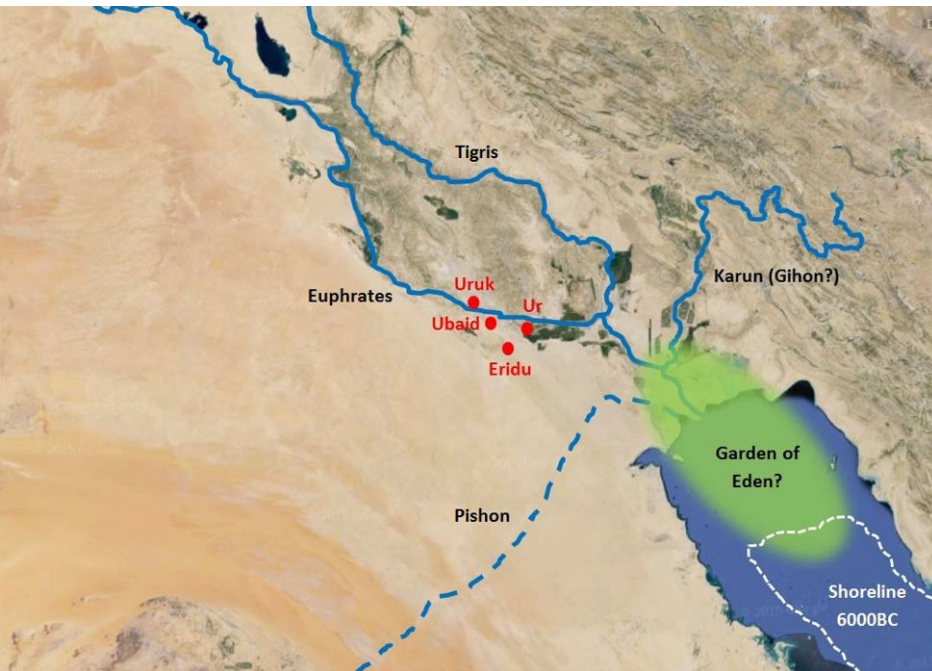 Tigris
Karun (Gihon?)
Euphrates
Uruk
Ur
Ubaid
Eridu
Garden of
Eden?
Pishon
Shoreline
6000BC